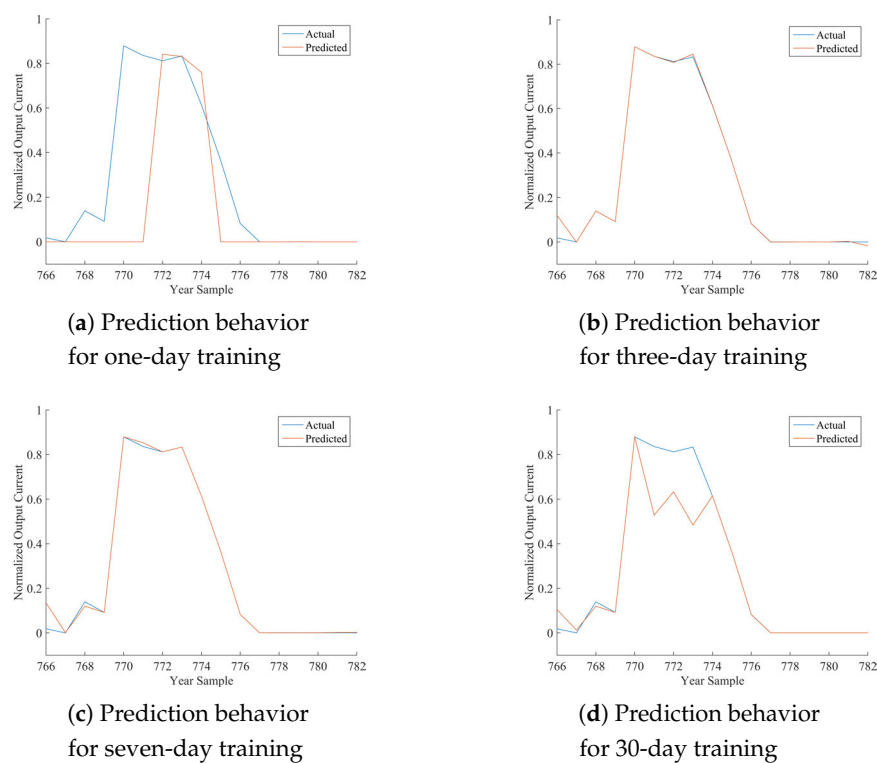 1
0.8
0.6
0.4
0.2
0
Normalized Output Current
Actual
Predicted
766 768 770 772 774 776 778 780 782
Year Sample
(a) Prediction behavior
for one-day training
1
0.8
0.6
0.4
0.2
0
Normalized Output Current
Actual
Predicted
766 768 770 772 774 776 778 780 782
Year Sample
(b) Prediction behavior
for three-day training
1
0.8
0.6
0.4
0.2
0
Normalized Output Current
Actual
Predicted
766 768 770 772 774 776 778 780 782
Year Sample
(c) Prediction behavior
for seven-day training
1
0.8
0.6
0.4
0.2
0
Normalized Output Current
Actual
Predicted
766 768 770 772 774 776 778 780 782
Year Sample
(d) Prediction behavior
for 30-day training